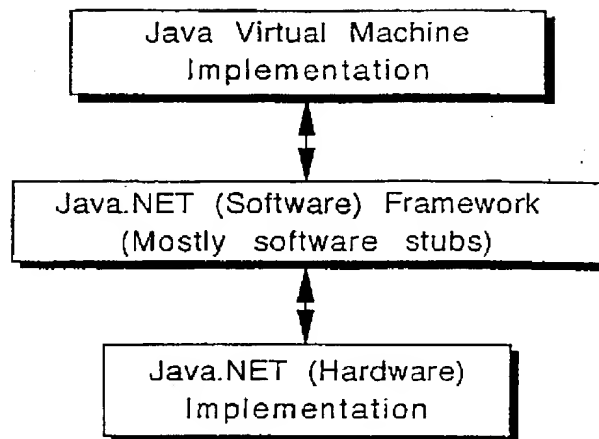 Java Virtual Machine
Implementation
Java.NET (Software) Framework
(Mostly software stubs)
Java.NET (Hardware)
Implementation